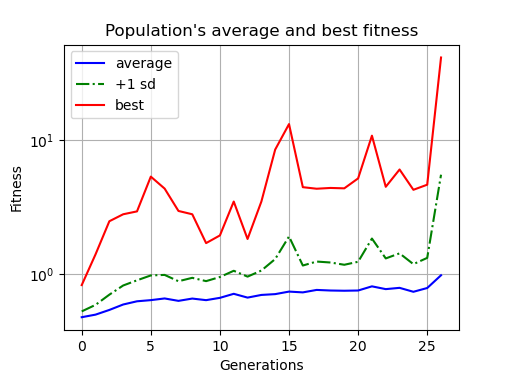 Population's average and best fitness
average
+1 sd
best
Fitness
10¹
10⁰
0 5 10 15 20 25
Generations